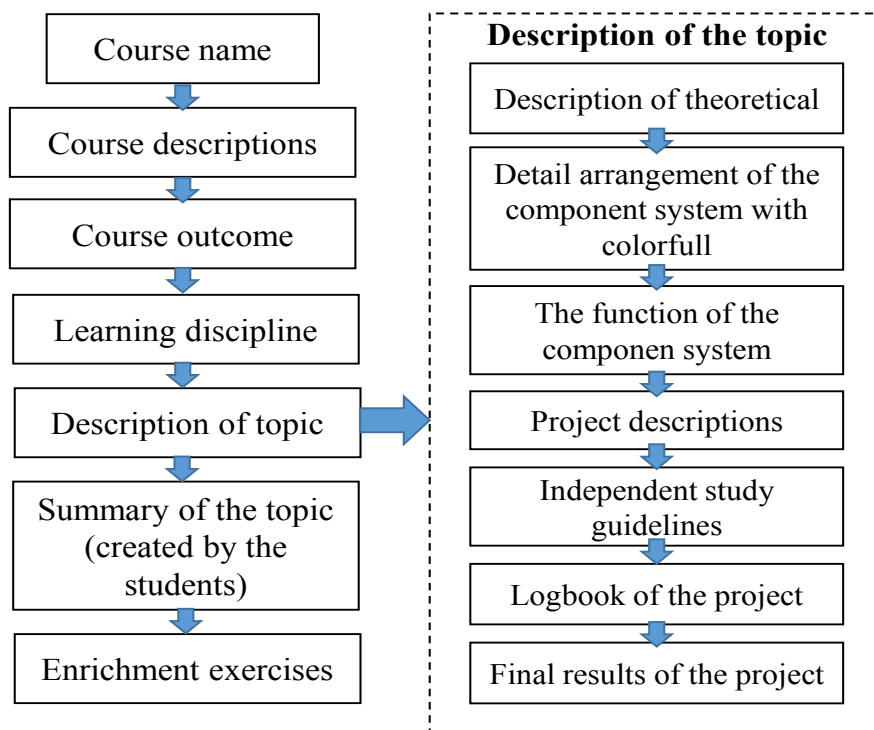 Course name
Course descriptions
Course outcome
Learning discipline
Description of topic
Summary of the topic
(created by the
students)
Enrichment exercises
Description of the topic
Description of theoretical
Detail arrangement of the
component system with
colorfull
The function of the
componen system
Project descriptions
Independent study
guidelines
Logbook of the project
Final results of the project